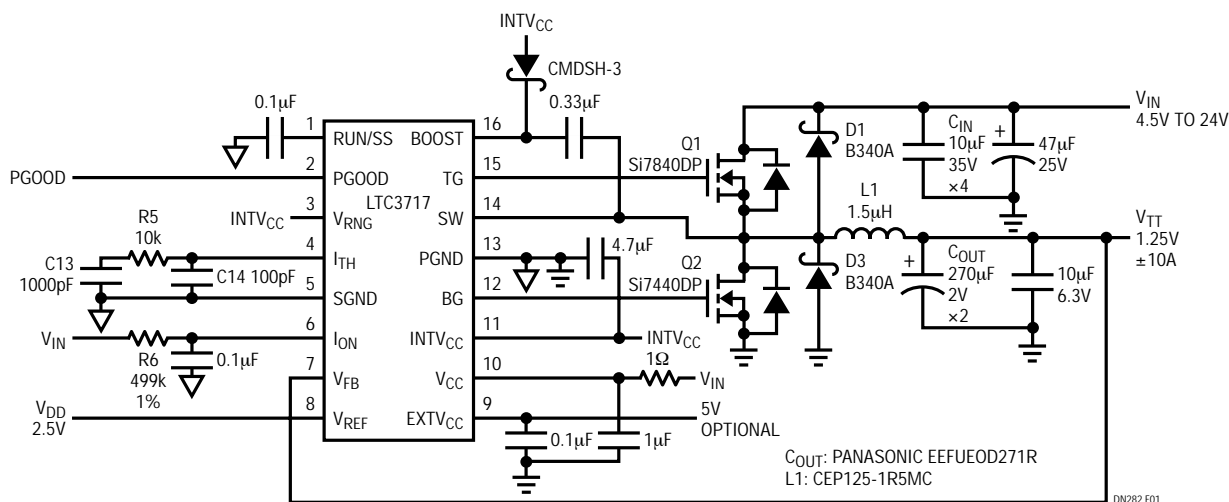 INTVCC
CMDSH-3
0.1µF
0.33µF
1 RUN/SS BOOST 16
2 PGOOD TG 15
LTC3717
3 VRNG SW 14
4 ITH PGND 13
5 SGND BG 12
6 ION INTVCC 11
7 VFB VCC 10
8 VREF EXTVCC 9
PGOOD
INTVCC
R5
10k
C13
1000pF
C14 100pF
VIN
R6
499k
1%
0.1µF
VDD
2.5V
4.7µF
INTVCC
1Ω
VIN
5V
OPTIONAL
0.1µF
1µF
Q1
Si7840DP
Q2
Si7440DP
D1
B340A
D3
B340A
L1
1.5µH
CIN
10µF
35V
×4
+
47µF
25V
VIN
4.5V TO 24V
VTT
1.25V
±10A
+
COUT
270µF
2V
×2
10µF
6.3V
COUT: PANASONIC EEFUEOD271R
L1: CEP125-1R5MC
DN282 F01